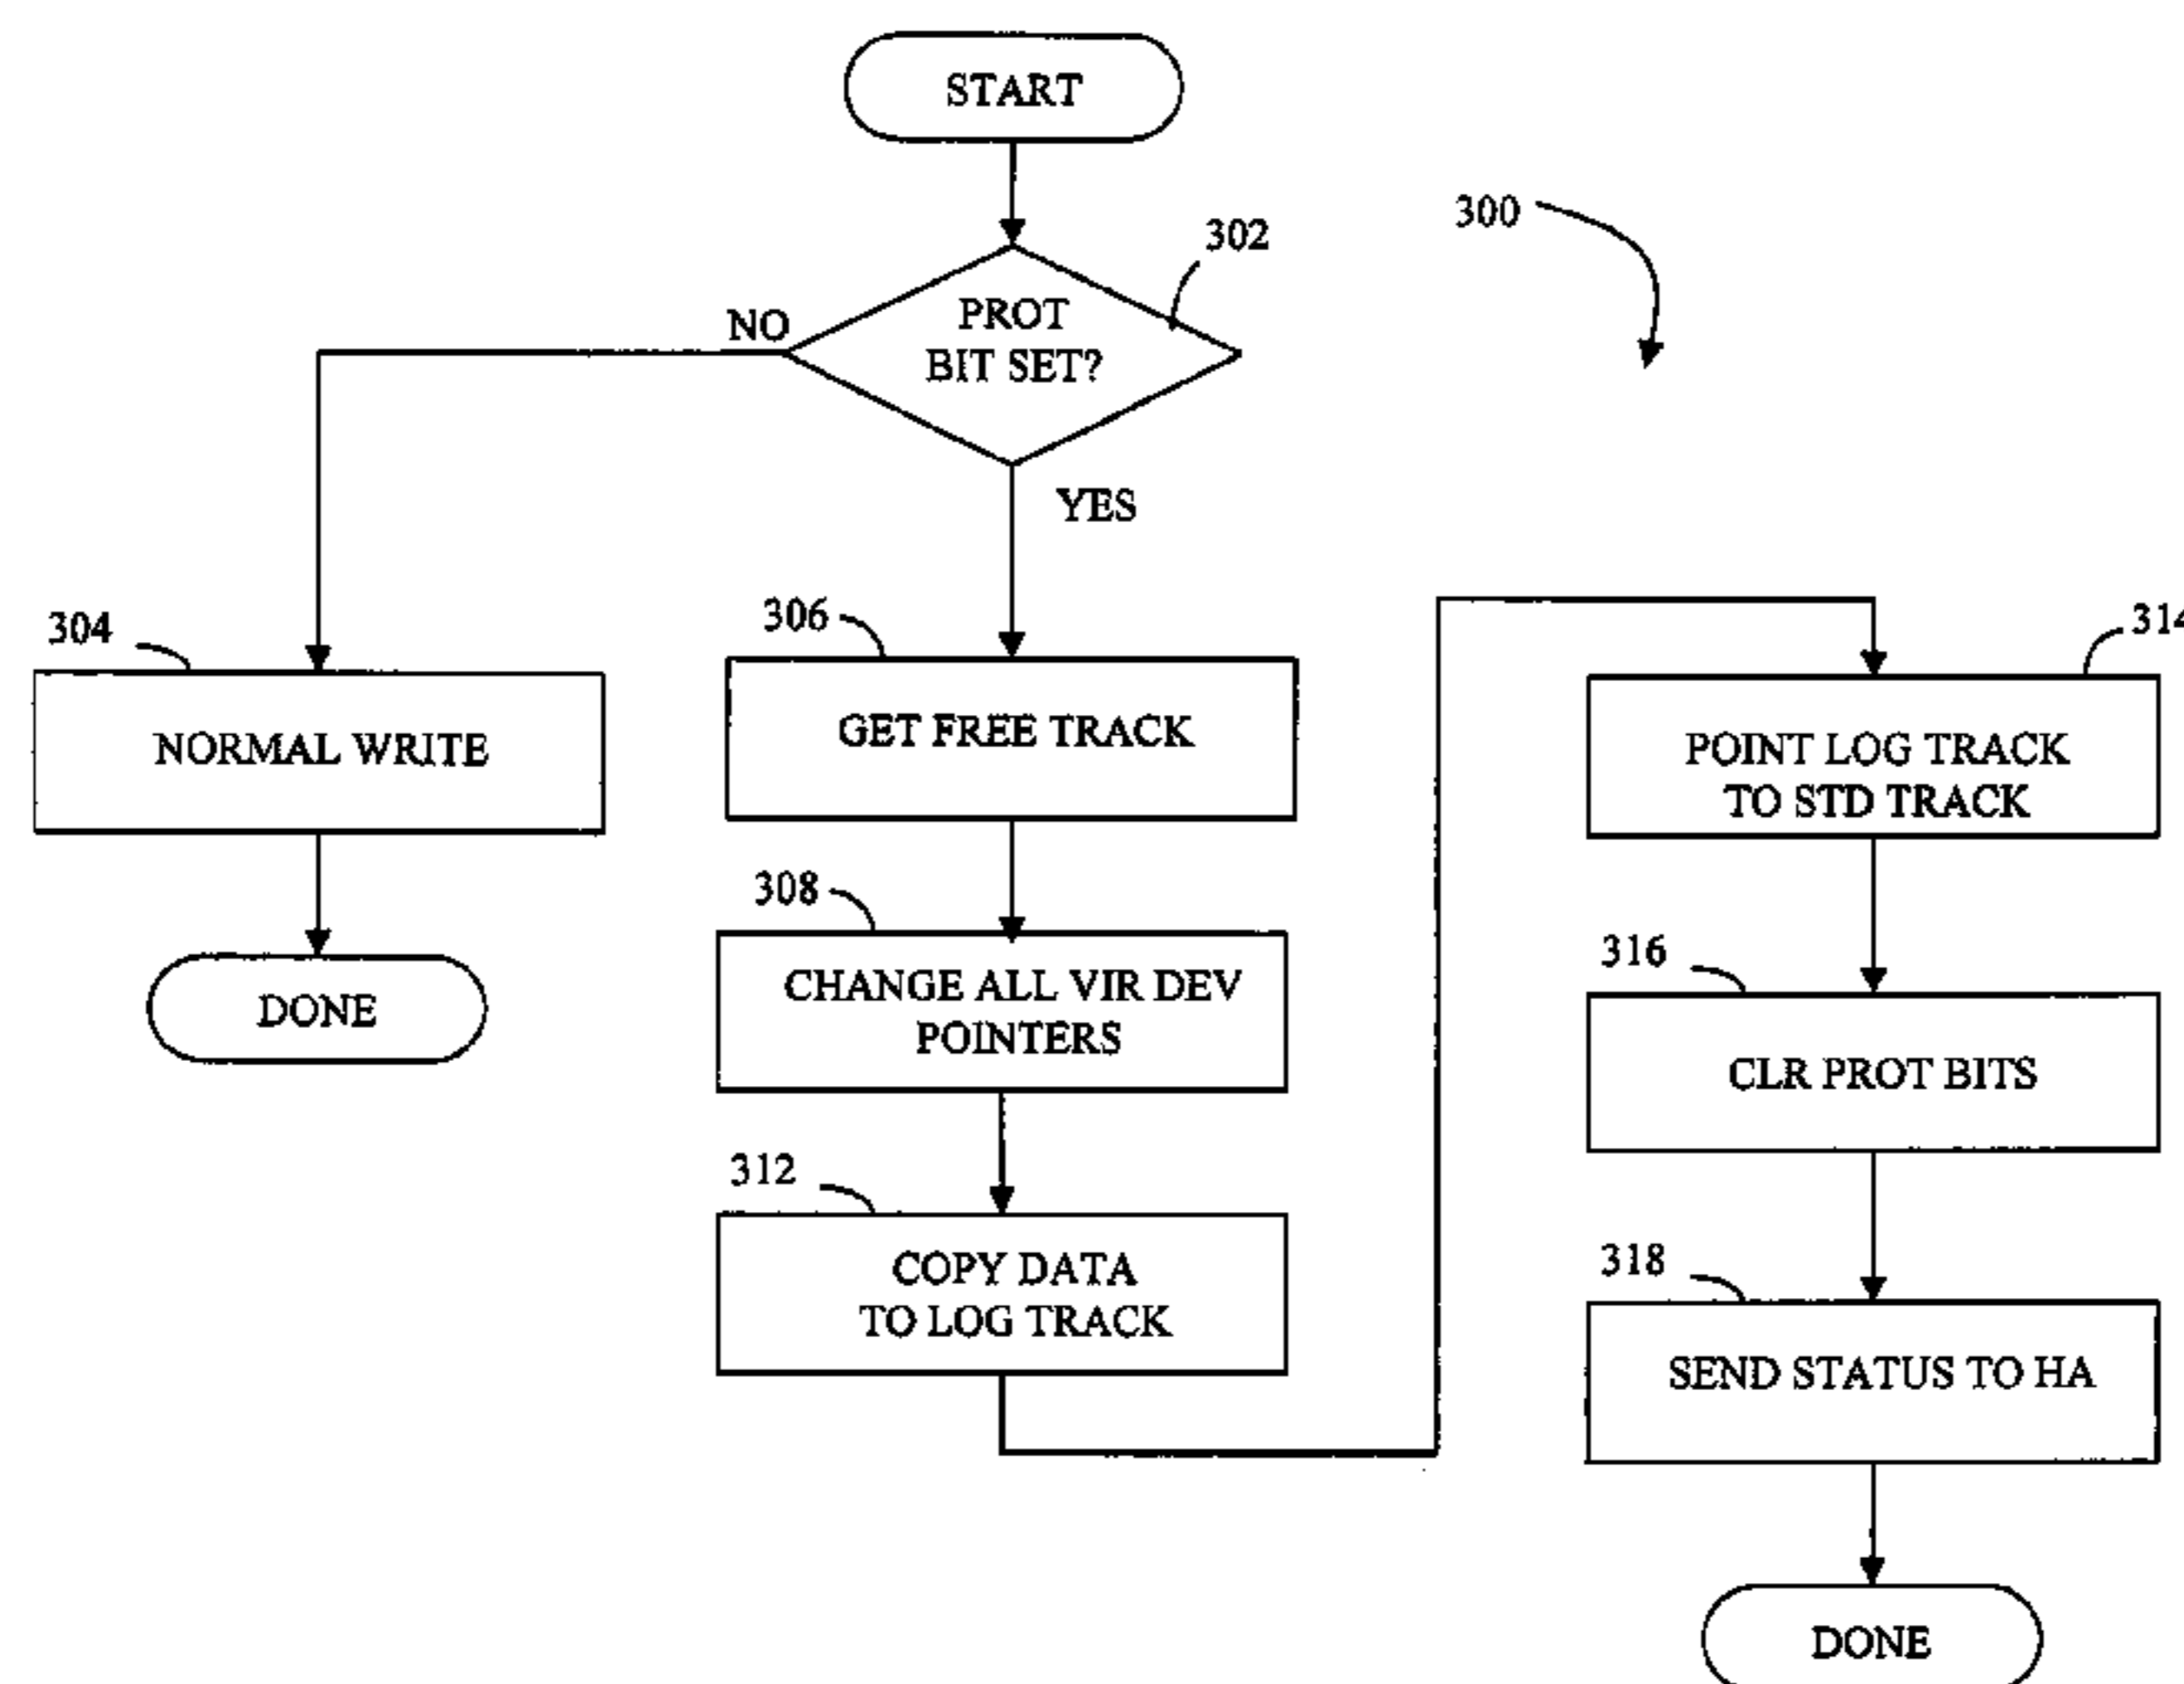 START
300
302
PROT
BIT SET?
NO
YES
304
NORMAL WRITE
DONE
306
GET FREE TRACK
308
CHANGE ALL VIR DEV
POINTERS
312
COPY DATA
TO LOG TRACK
314
POINT LOG TRACK
TO STD TRACK
316
CLR PROT BITS
318
SEND STATUS TO HA
DONE